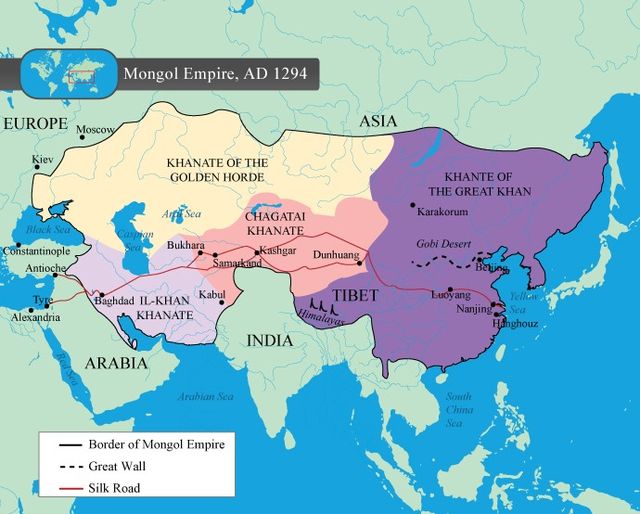 Mongol Empire, AD 1294
EUROPE
Moscow
ASIA
Kiev
KHANATE OF THE
GOLDEN HORDE
KHANTE OF
THE GREAT KHAN
Karakorum
Aral Sea
CHAGATAI
KHANATE
Black Sea
Caspian
Sea
Constantinople
Bukhara
Samarkand
Kashgar
Dunhuang
Gobi Desert
Beijing
Antioche
Tyre
Alexandria
Baghdad
IL-KHAN
KHANATE
Kabul
TIBET
Himalayas
Luoyang
Nanjing
Yellow
Sea
Hanghouz
INDIA
ARABIA
Red Sea
Arabian Sea
South
China
Sea
Border of Mongol Empire
Great Wall
Silk Road